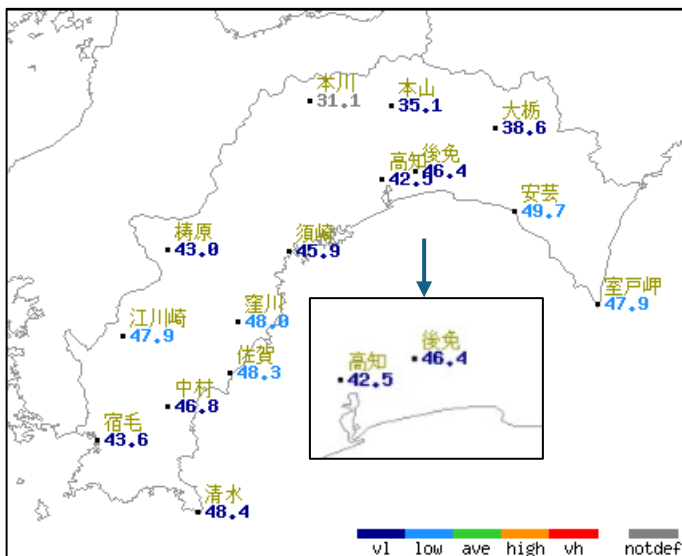 本川
31.1
本山
35.1
大栃
38.6
高知
42.5
後免
46.4
安芸
49.7
梼原
43.0
須崎
45.9
室戸岬
47.9
江川崎
47.9
窪川
48.0
佐賀
48.3
中村
46.8
宿毛
43.6
清水
48.4
後免
46.4
高知
42.5
vl low ave high vh notdef